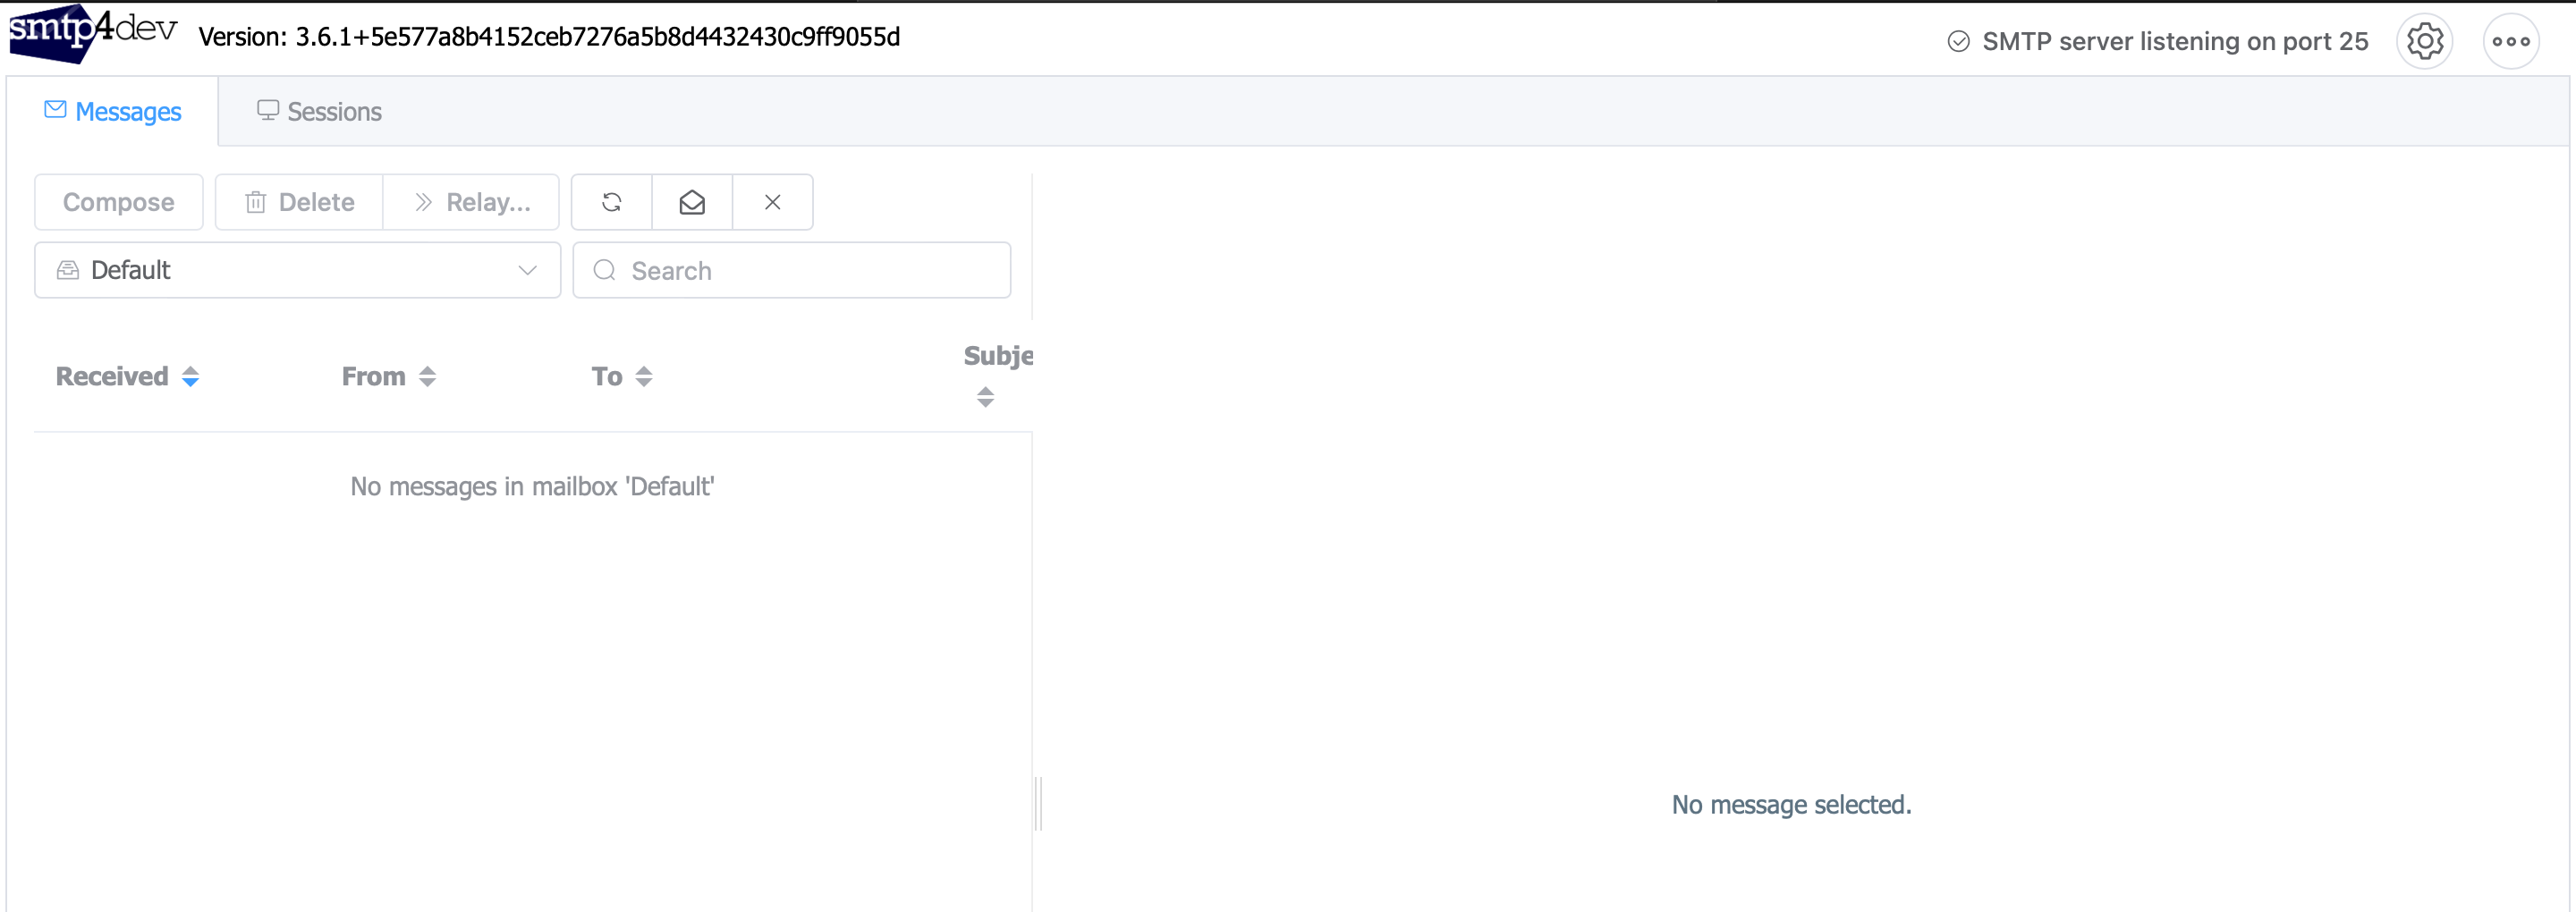 smtp4dev Version: 3.6.1+5e577a8b4152ceb7276a5b8d4432430c9ff9055d
SMTP server listening on port 25
Messages
Sessions
Compose
Delete
Relay...
Default
Search
Received
From
To
Subje
No messages in mailbox 'Default'
No message selected.